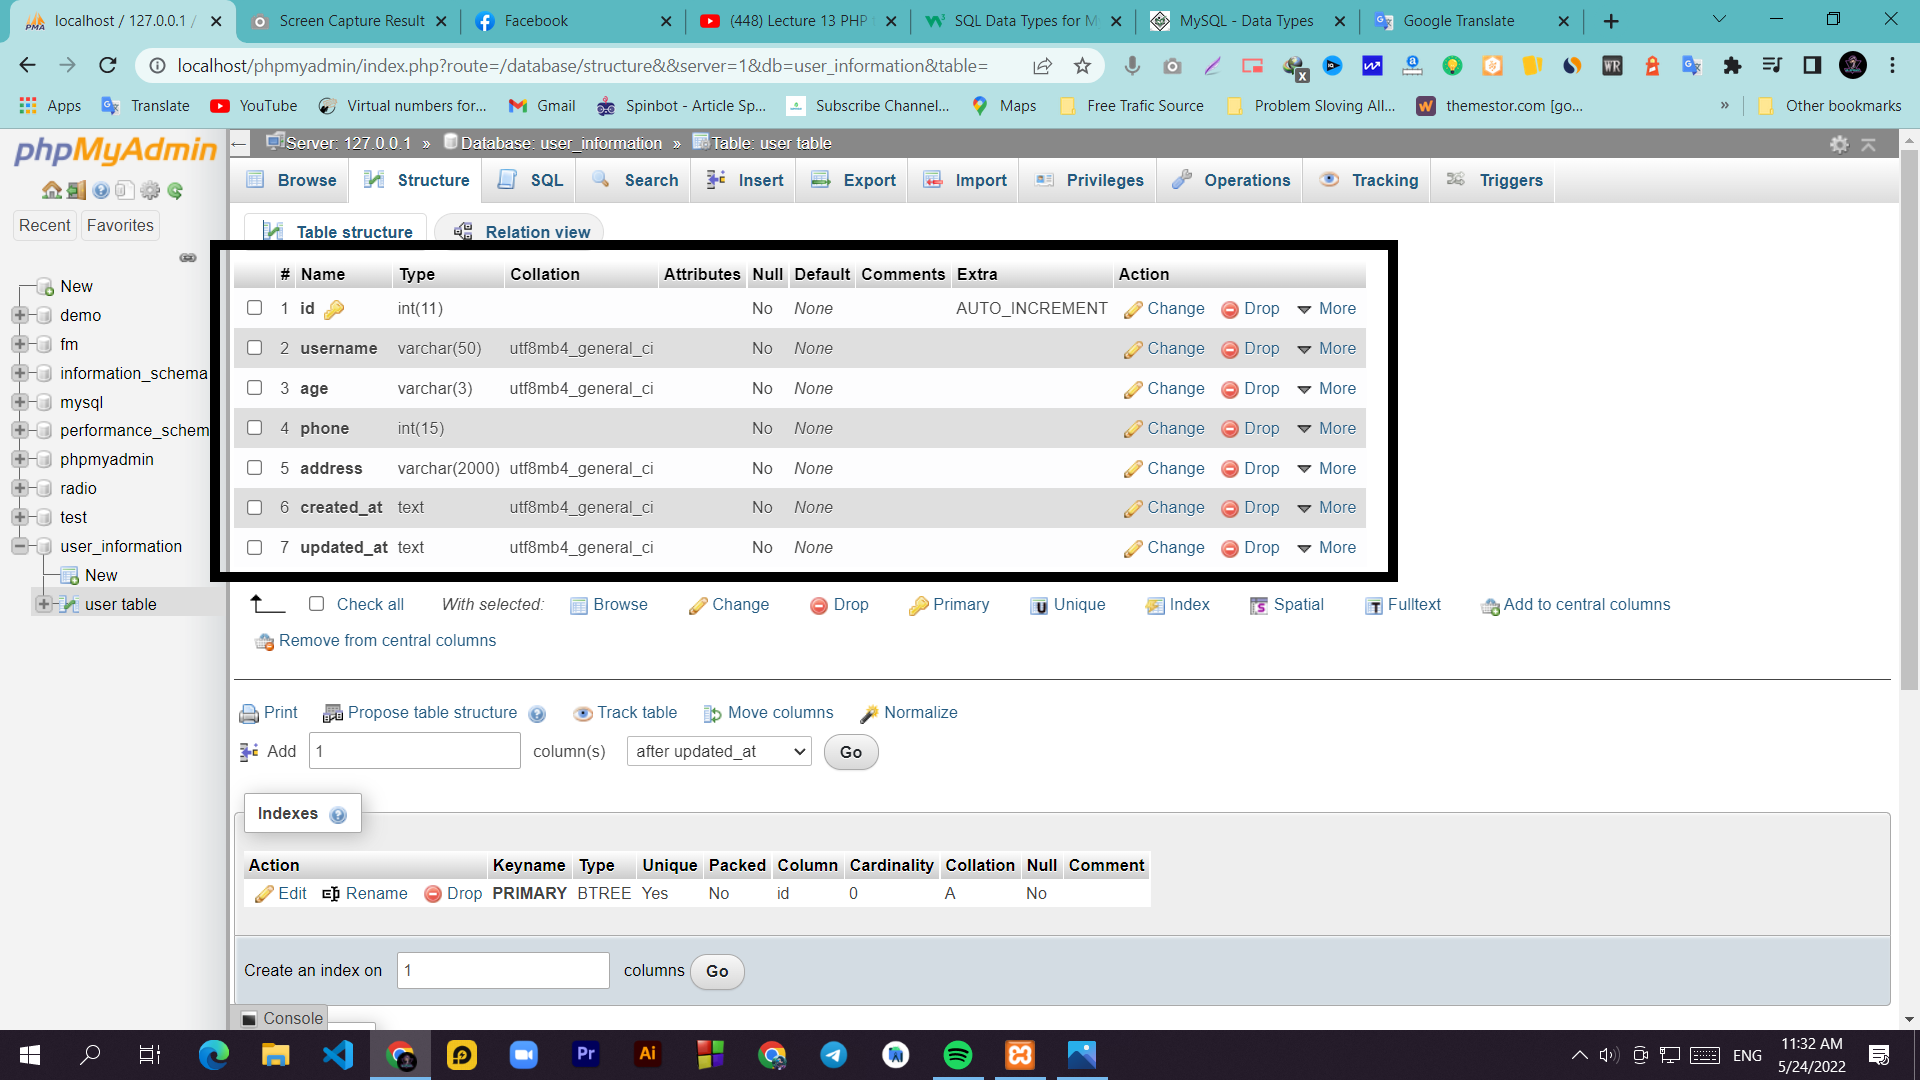 localhost / 127.0.0.1 /
Screen Capture Result
Facebook
(448) Lecture 13 PHP
SQL Data Types for M
MySQL - Data Types
Google Translate
localhost/phpmyadmin/index.php?route=/database/structure&&server=1&db=user_information&table=
Apps
Translate
YouTube
Virtual numbers for...
Gmail
Spinbot - Article Sp...
Subscribe Channel...
Maps
Free Trafic Source
Problem Sloving All...
themestor.com [go...
» Other bookmarks
phpMyAdmin
Recent Favorites
New
demo
fm
information_schema
mysql
performance_schem
phpmyadmin
radio
test
user_information
New
user table
Server: 127.0.0.1 » Database: user_information » Table: user table
Browse Structure SQL Search Insert Export Import Privileges Operations Tracking Triggers
Table structure Relation view
# Name Type Collation Attributes Null Default Comments Extra Action
1 id int(11) No None AUTO_INCREMENT Change Drop More
2 username varchar(50) utf8mb4_general_ci No None Change Drop More
3 age varchar(3) utf8mb4_general_ci No None Change Drop More
4 phone int(15) No None Change Drop More
5 address varchar(2000) utf8mb4_general_ci No None Change Drop More
6 created_at text utf8mb4_general_ci No None Change Drop More
7 updated_at text utf8mb4_general_ci No None Change Drop More
Check all With selected: Browse Change Drop Primary Unique Index Spatial Fulltext Add to central columns
Remove from central columns
Print Propose table structure Track table Move columns Normalize
Add 1 column(s) after updated_at Go
Indexes
Action Keyname Type Unique Packed Column Cardinality Collation Null Comment
Edit Rename Drop PRIMARY BTREE Yes No id 0 A No
Create an index on 1 columns Go
Console
ENG
11:32 AM
5/24/2022